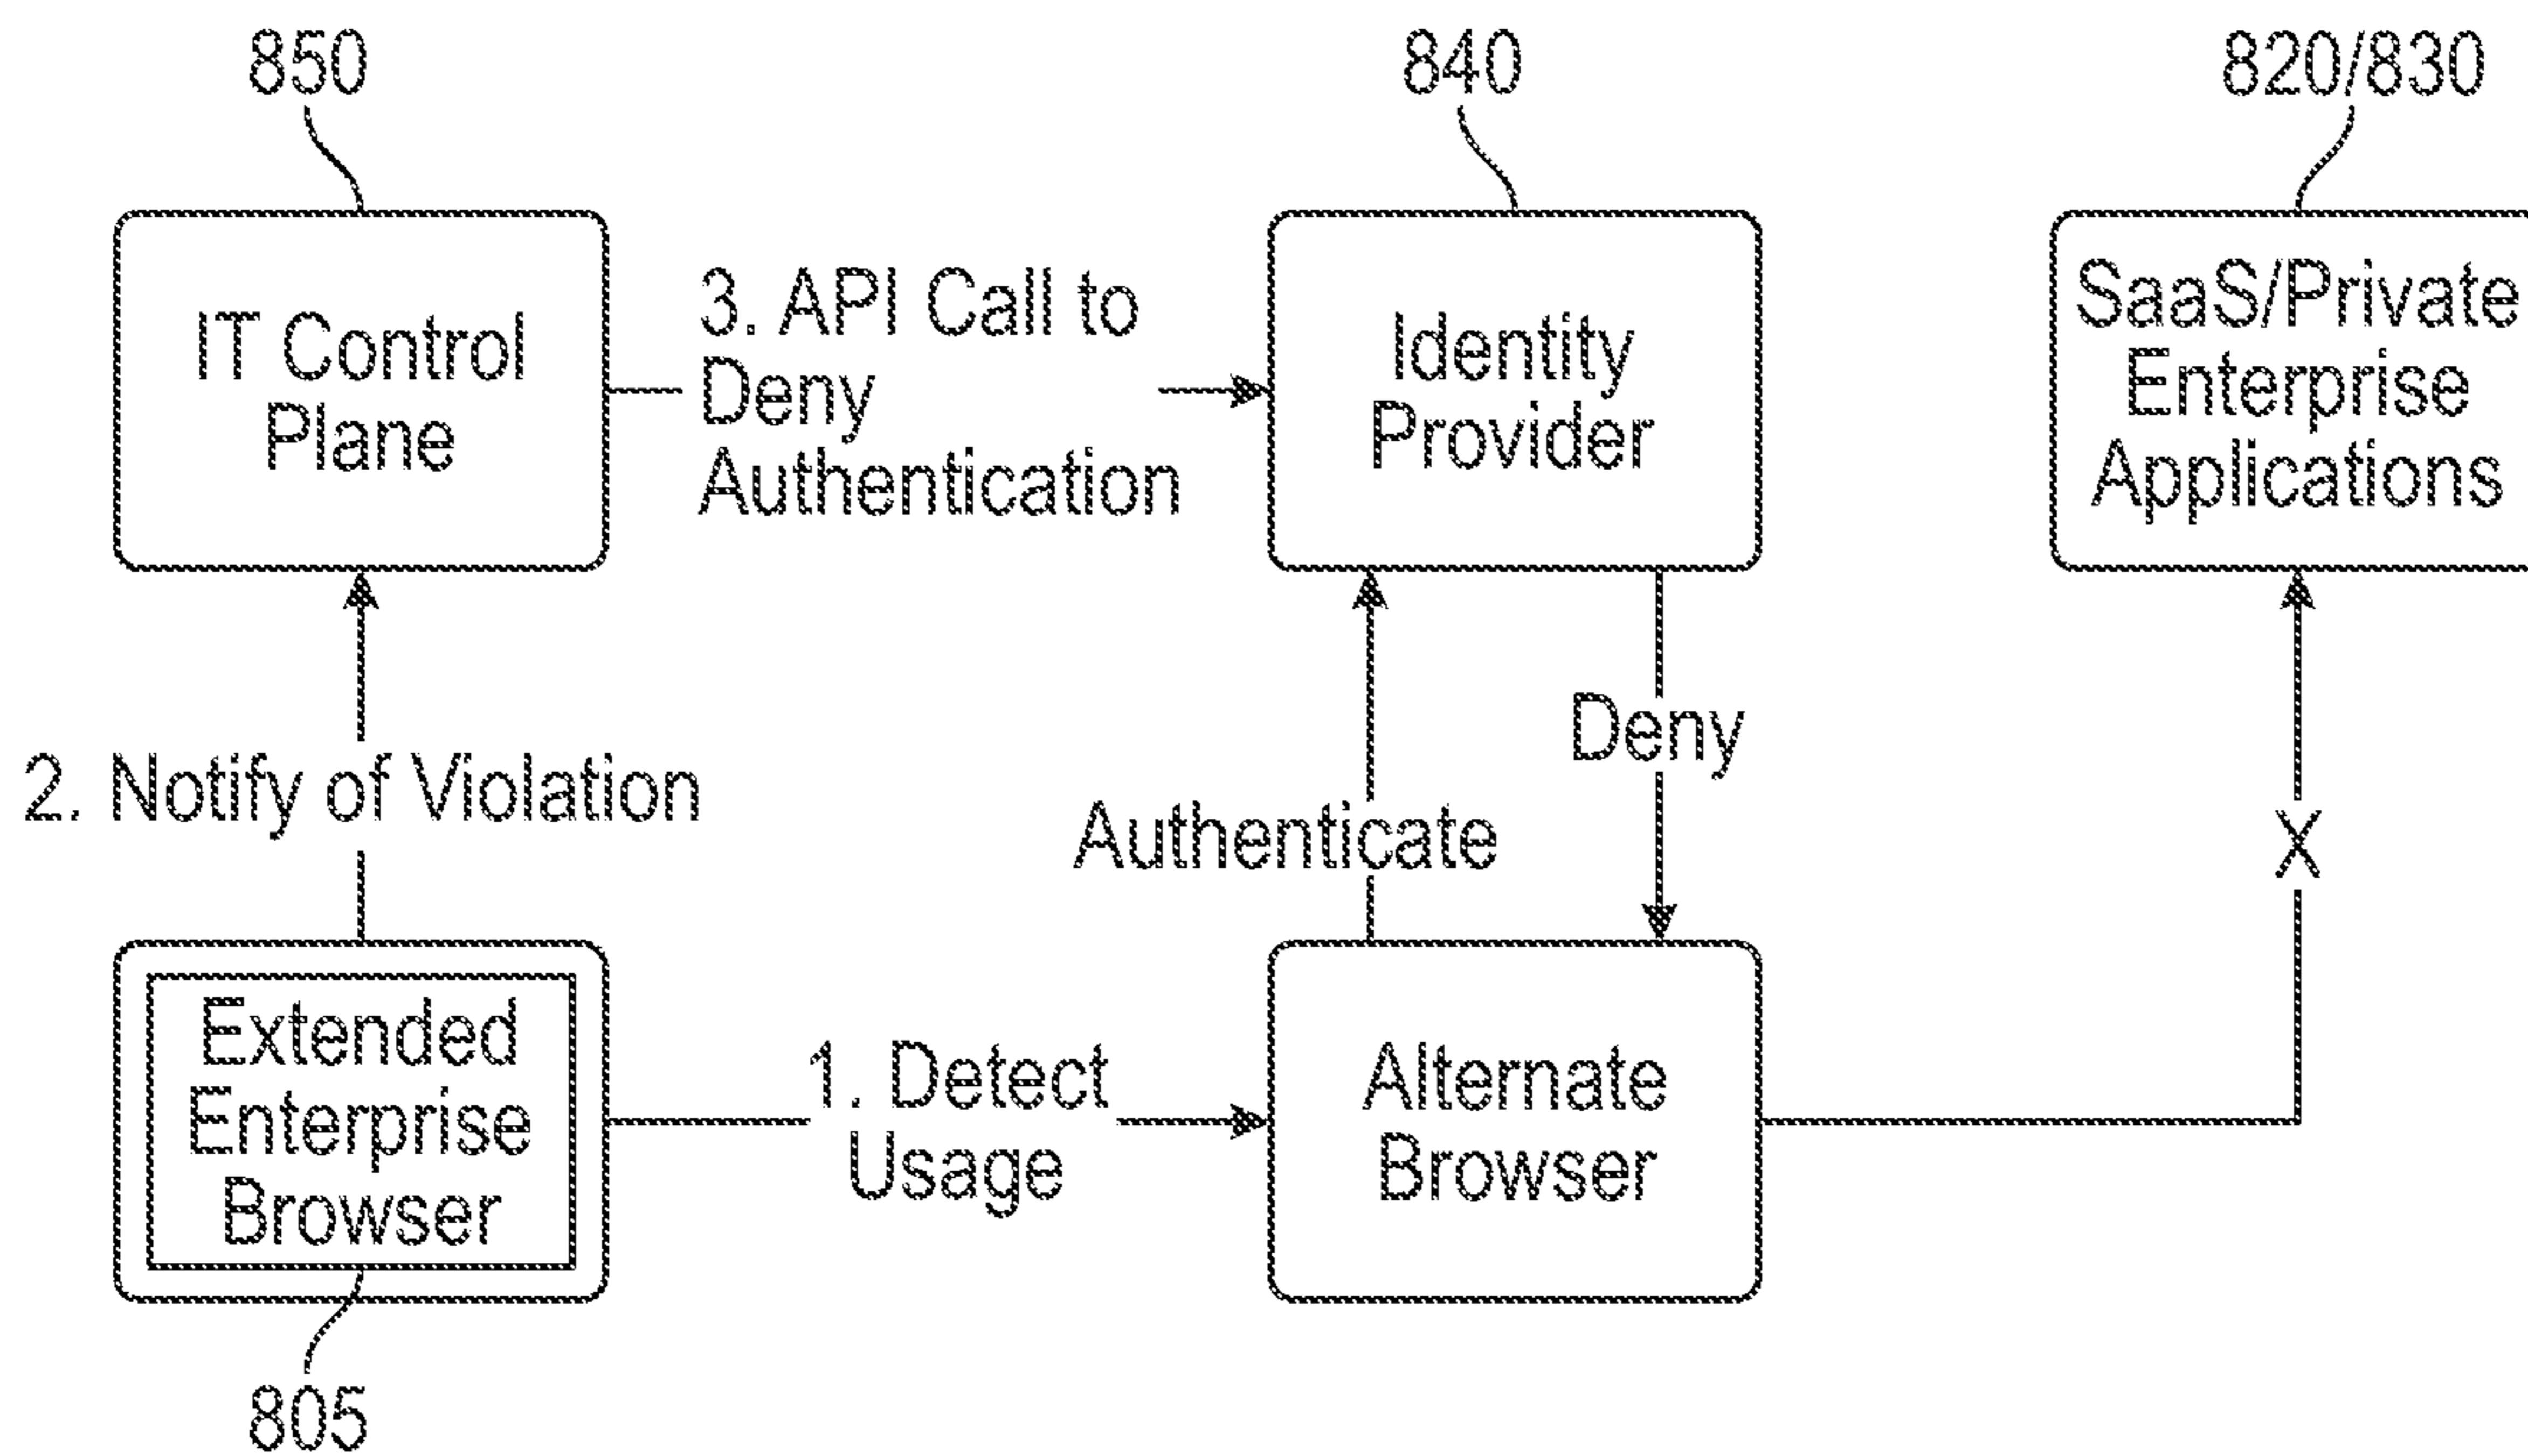 850
840
820/830
IT Control
Plane
3. API Call to
Deny
Authentication
Identity
Provider
SaaS/Private
Enterprise
Applications
2. Notify of Violation
Authenticate
Deny
X
Extended
Enterprise
Browser
1. Detect
Usage
Alternate
Browser
805